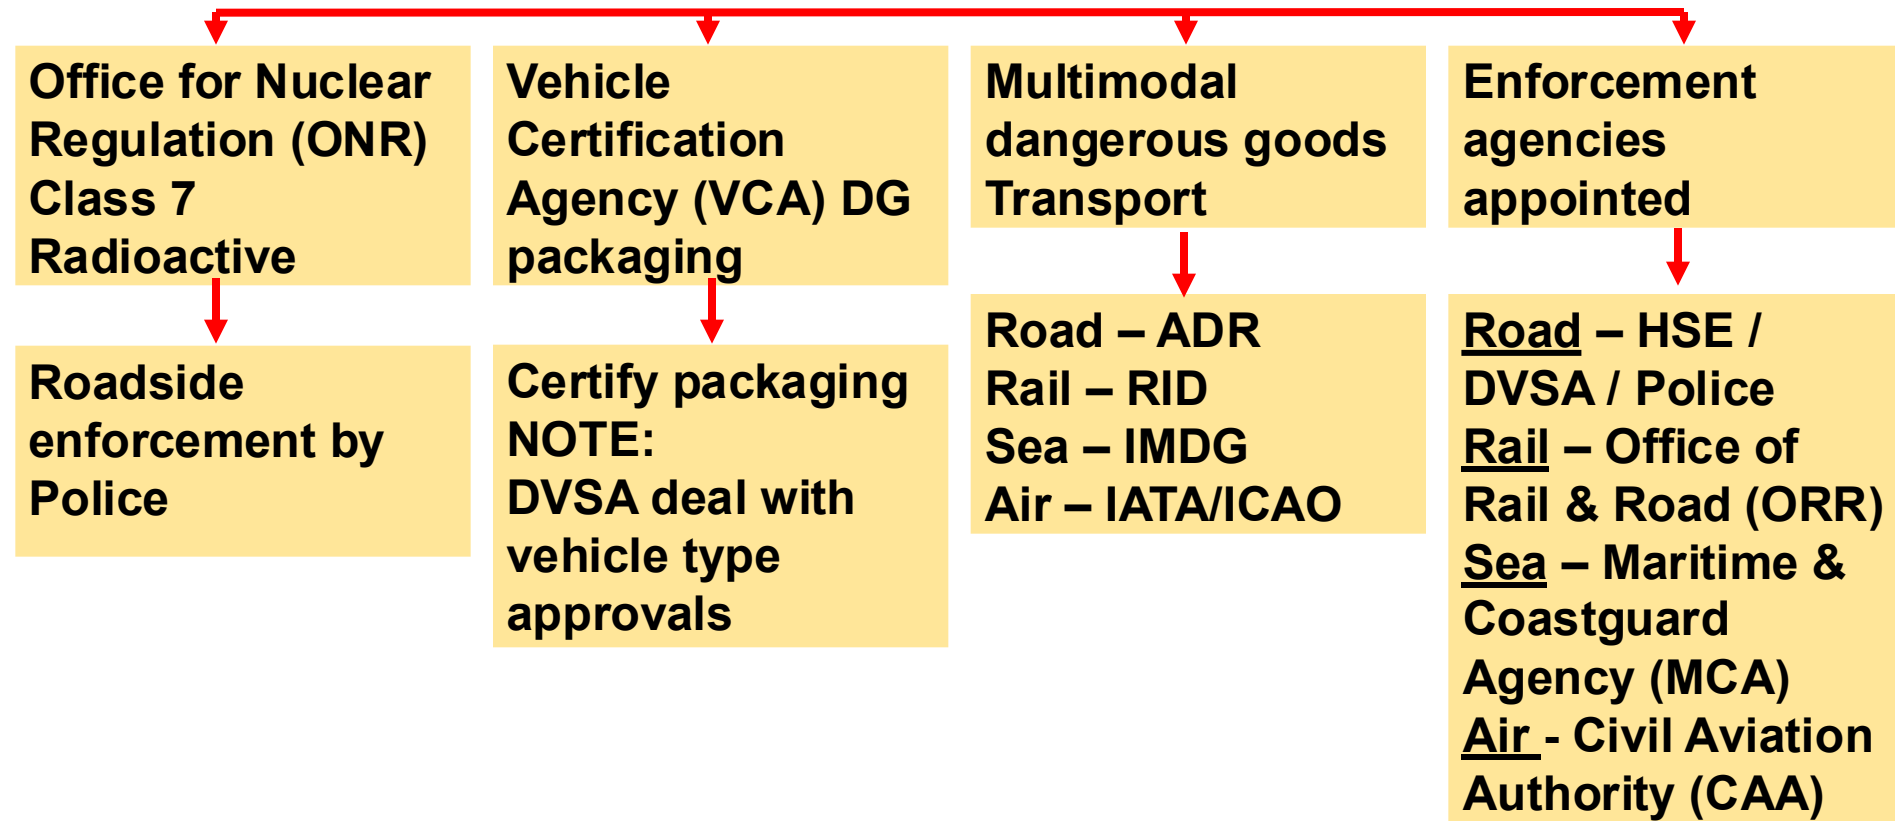 Office for Nuclear
Regulation (ONR)
Class 7
Radioactive
Roadside
enforcement by
Police
Vehicle
Certification
Agency (VCA) DG
packaging
Certify packaging
NOTE:
DVSA deal with
vehicle type
approvals
Multimodal
dangerous goods
Transport
Road – ADR
Rail – RID
Sea – IMDG
Air – IATA/ICAO
Enforcement
agencies
appointed
Road – HSE /
DVSA / Police
Rail – Office of
Rail & Road (ORR)
Sea – Maritime &
Coastguard
Agency (MCA)
Air - Civil Aviation
Authority (CAA)